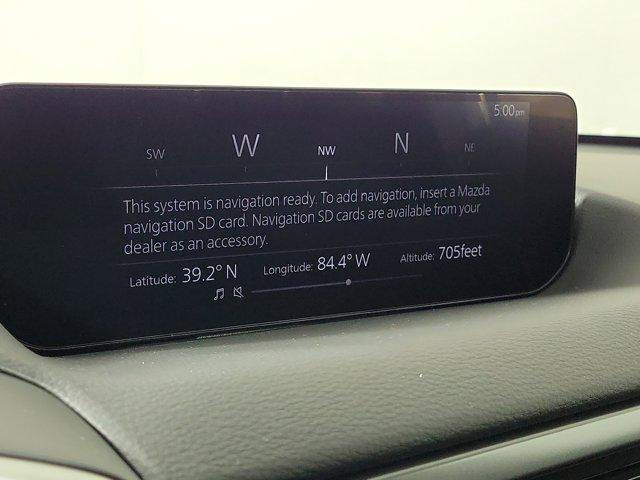 5:00pm
SW W NW N NE
This system is navigation ready. To add navigation, insert a Mazda
navigation SD card. Navigation SD cards are available from your
dealer as an accessory.
Latitude: 39.2° N Longitude: 84.4° W Altitude: 705feet